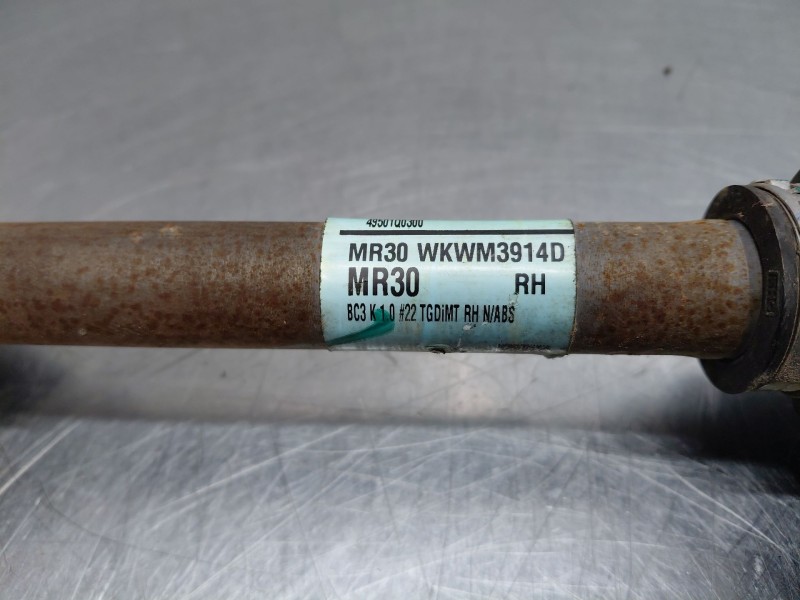 49501Q0300
MR30 WKWM3914D
MR30 RH
BC3 K 1.0 #22 TGDiMT RH N/ABS